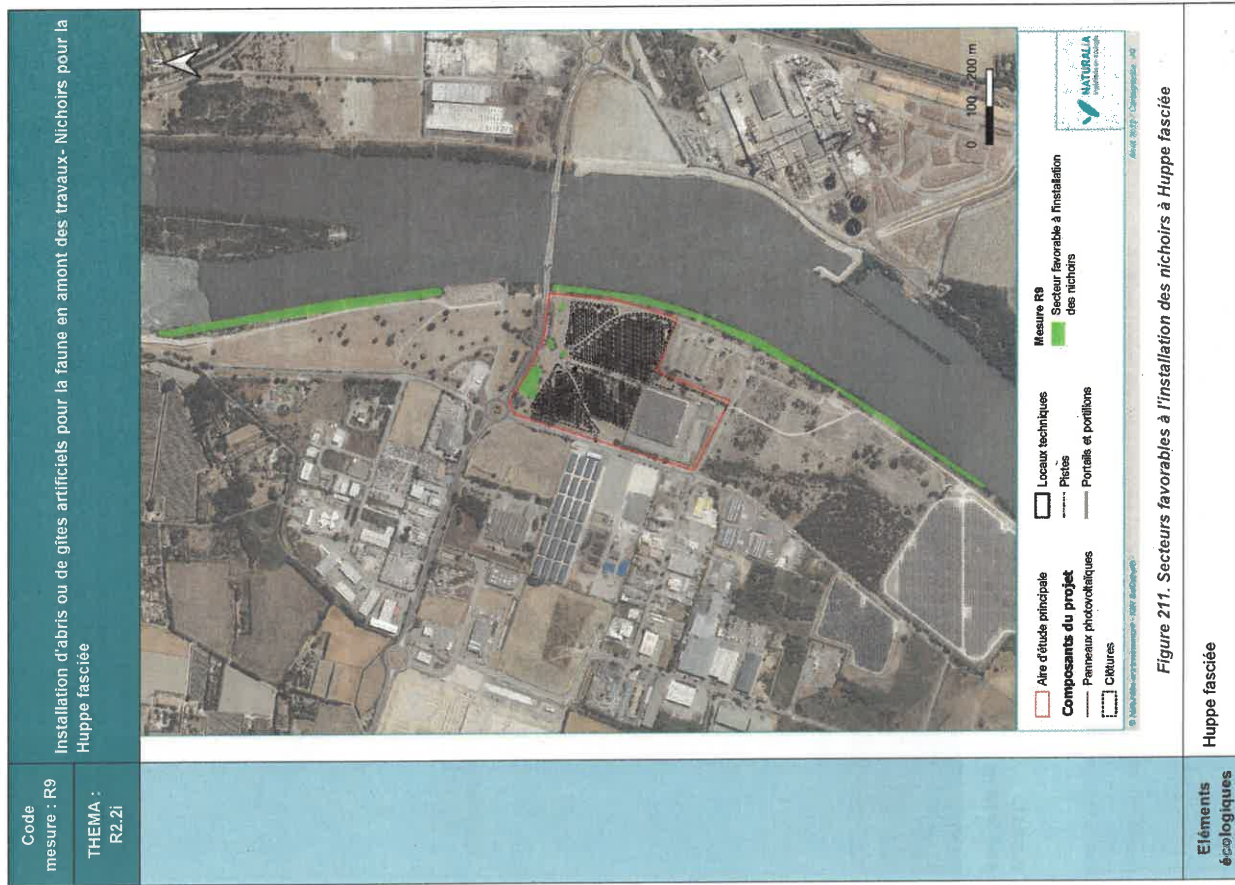 Code
mesure : R9
THEMA :
R2.2i
Installation d'abris ou de gîtes artificiels pour la faune en amont des travaux- Nichoirs pour la
Huppe fasciée
N
0 100 200 m
Aire d'étude principale
Composants du projet
Panneaux photovoltaïques
Clôtures
Locaux techniques
Pistes
Portails et portillons
Mesure R9
Secteur favorable à l'installation
des nichoirs
NATURALIA
Figure 211. Secteurs favorables à l'installation des nichoirs à Huppe fasciée
Eléments
écologiques
Huppe fasciée